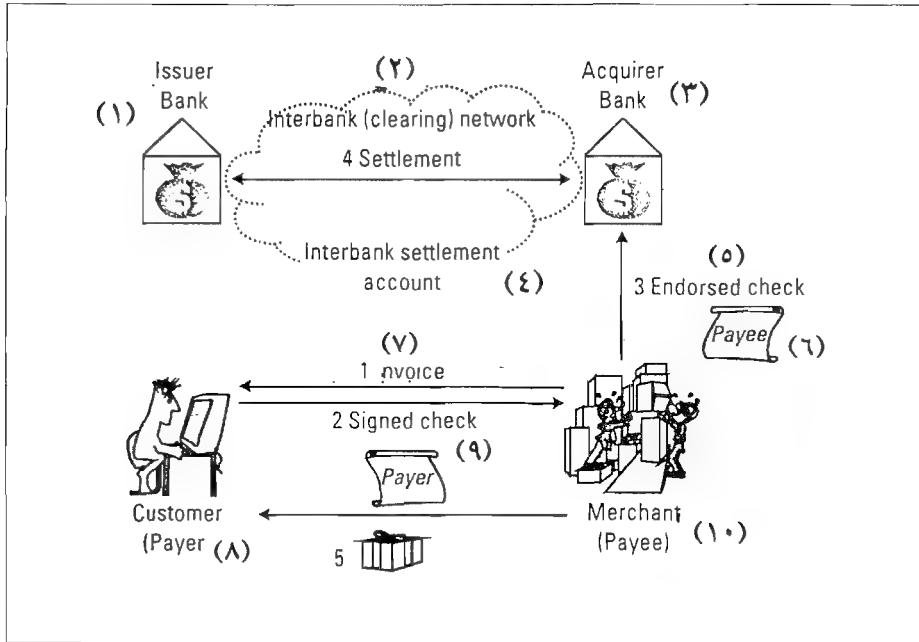 Issuer
Bank
(١)
(٢)
Acquirer
Bank
(٣)
Interbank (clearing) network
4 Settlement
Interbank settlement
account
(٤)
(٥)
3 Endorsed check
Payee
(٦)
(٧)
1 nvoice
2 Signed check
Payer
(٩)
Customer
(Payer
(٨)
5
Merchant
(Payee)
(١٠)